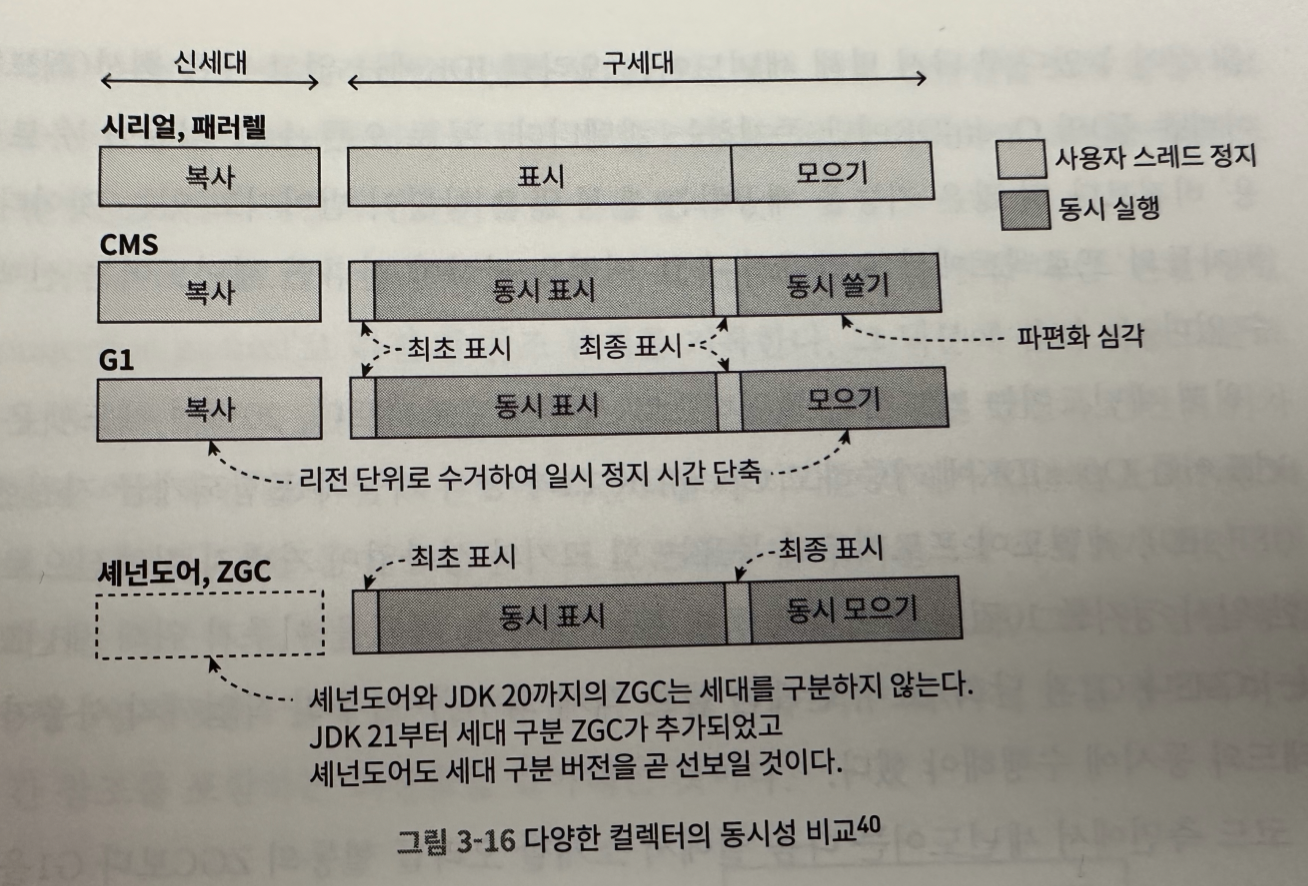 신세대 구세대
시리얼, 패러렐
복사 표시 모으기
사용자 스레드 정지
동시 실행
CMS
복사 동시 표시 동시 쓸기
최초 표시 최종 표시 파편화 심각
G1
복사 동시 표시 모으기
리전 단위로 수거하여 일시 정지 시간 단축
최초 표시 최종 표시
셰넌도어, ZGC
동시 표시 동시 모으기
셰넌도어와 JDK 20까지의 ZGC는 세대를 구분하지 않는다.
JDK 21부터 세대 구분 ZGC가 추가되었고
셰넌도어도 세대 구분 버전을 곧 선보일 것이다.
그림 3-16 다양한 컬렉터의 동시성 비교40